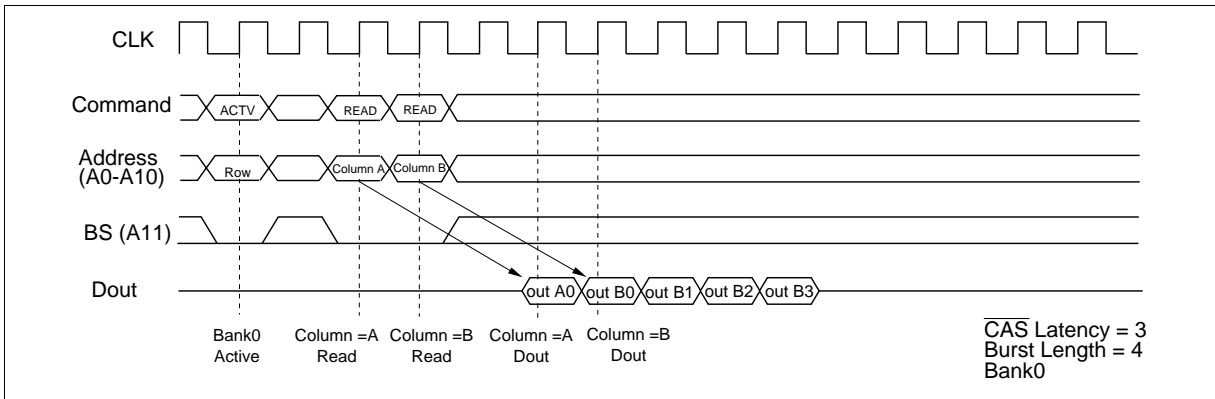 CLK
Command
ACTV
READ
READ
Address
(A0-A10)
Row
Column A
Column B
BS (A11)
Dout
out A0
out B0
out B1
out B2
out B3
Bank0
Active
Column =A
Read
Column =B
Read
Column =A
Dout
Column =B
Dout
CAS Latency = 3
Burst Length = 4
Bank0